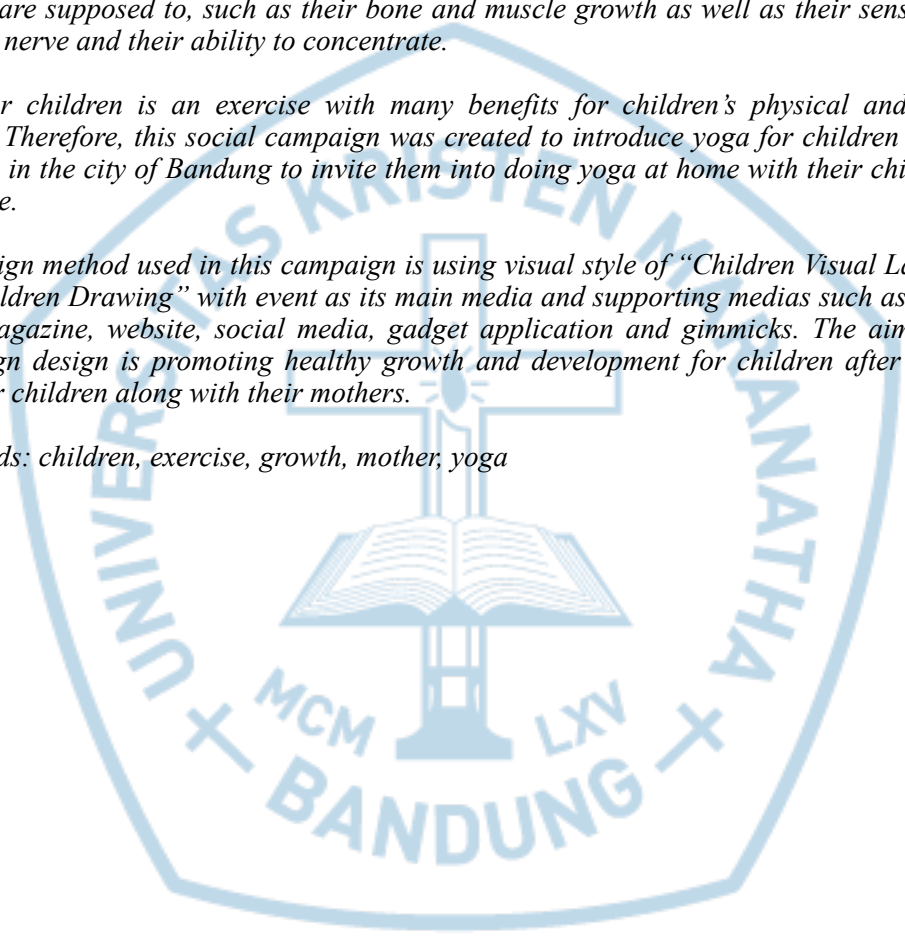 are supposed to, such as their bone and muscle growth as well as their sens
nerve and their ability to concentrate.
r children is an exercise with many benefits for children's physical and
Therefore, this social campaign was created to introduce yoga for children
in the city of Bandung to invite them into doing yoga at home with their chi
e.
ign method used in this campaign is using visual style of "Children Visual La
ildren Drawing" with event as its main media and supporting medias such as
agazine, website, social media, gadget application and gimmicks. The aim
gn design is promoting healthy growth and development for children after
r children along with their mothers.
ds: children, exercise, growth, mother, yoga
UNIVERSITAS KRISTEN MARANATHA
MCM LXV
BANDUNG